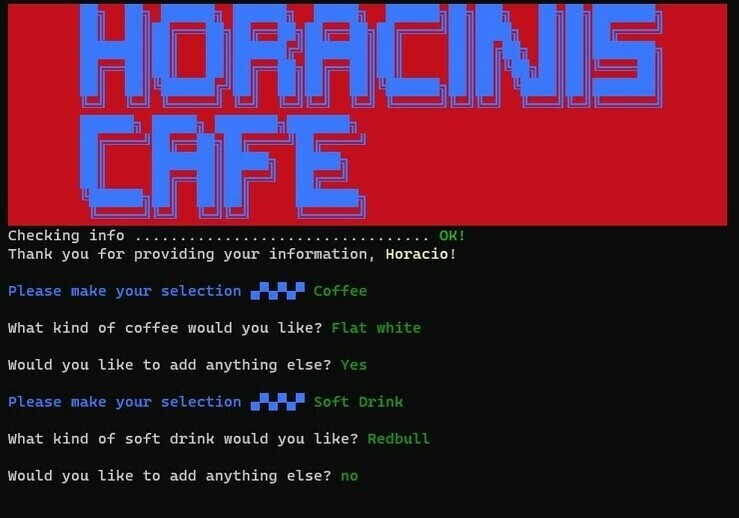 HORACINIS
CAFE
Checking info ................................. OK!
Thank you for providing your information, Horacio!
Please make your selection Coffee
What kind of coffee would you like? Flat white
Would you like to add anything else? Yes
Please make your selection Soft Drink
What kind of soft drink would you like? Redbull
Would you like to add anything else? no